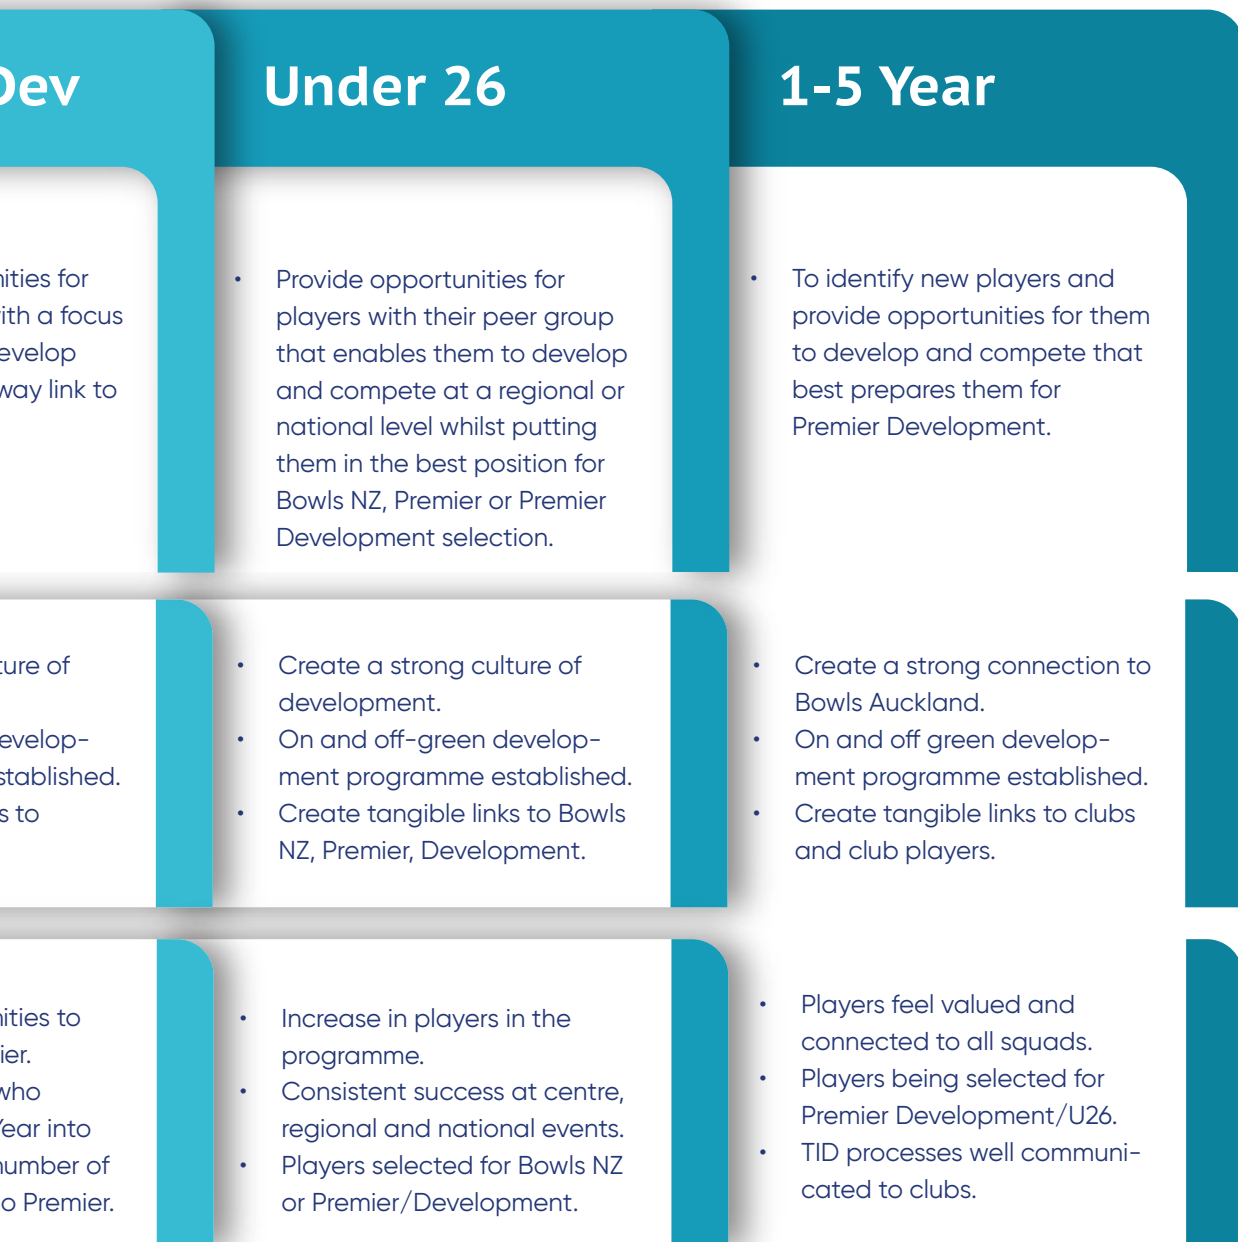 Dev
Under 26
1-5 Year
ities for
ith a focus
evelop
way link to
• Provide opportunities for
players with their peer group
that enables them to develop
and compete at a regional or
national level whilst putting
them in the best position for
Bowls NZ, Premier or Premier
Development selection.
• To identify new players and
provide opportunities for them
to develop and compete that
best prepares them for
Premier Development.
ture of
evelop-
stablished.
s to
• Create a strong culture of
development.
• On and off-green develop-
ment programme established.
• Create tangible links to Bowls
NZ, Premier, Development.
• Create a strong connection to
Bowls Auckland.
• On and off green develop-
ment programme established.
• Create tangible links to clubs
and club players.
ities to
ier.
who
Year into
number of
o Premier.
• Increase in players in the
programme.
• Consistent success at centre,
regional and national events.
• Players selected for Bowls NZ
or Premier/Development.
• Players feel valued and
connected to all squads.
• Players being selected for
Premier Development/U26.
• TID processes well communi-
cated to clubs.